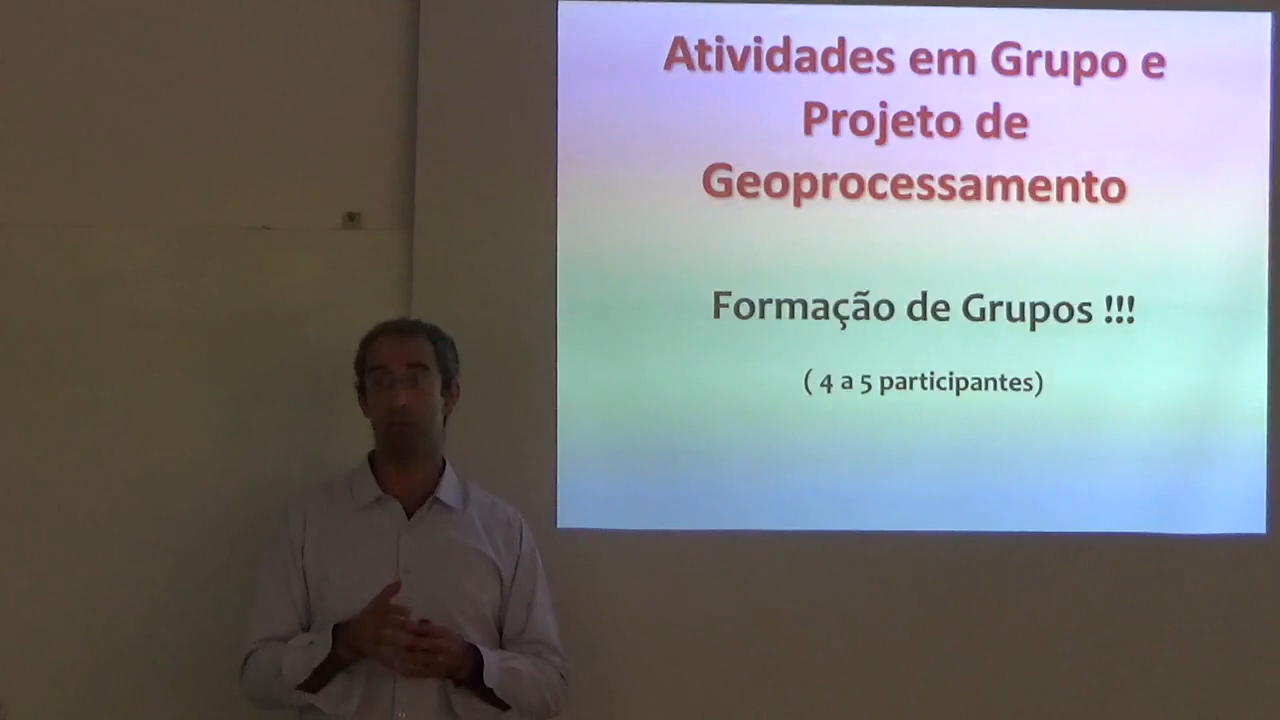 Atividades em Grupo e
Projeto de
Geoprocessamento
Formação de Grupos !!!
( 4 a 5 participantes)